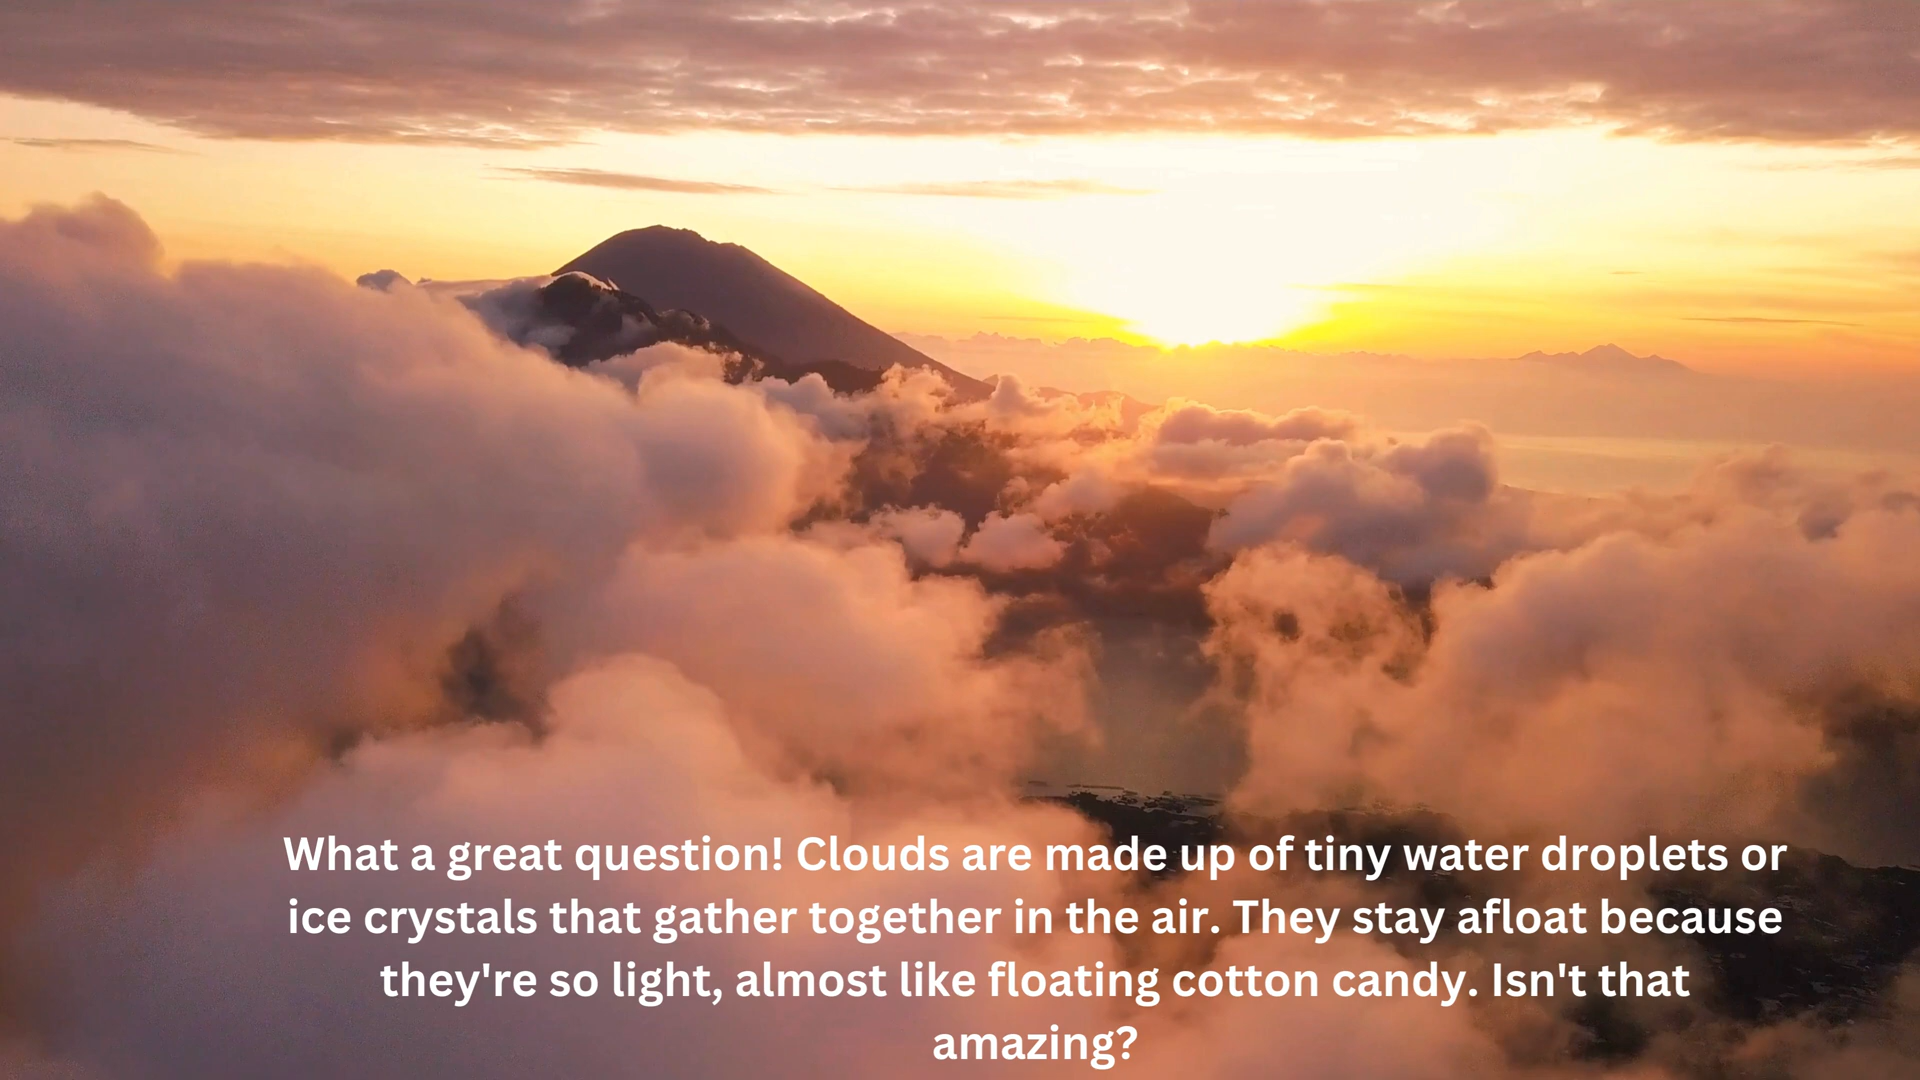 What a great question! Clouds are made up of tiny water droplets or
ice crystals that gather together in the air. They stay afloat because
they're so light, almost like floating cotton candy. Isn't that
amazing?